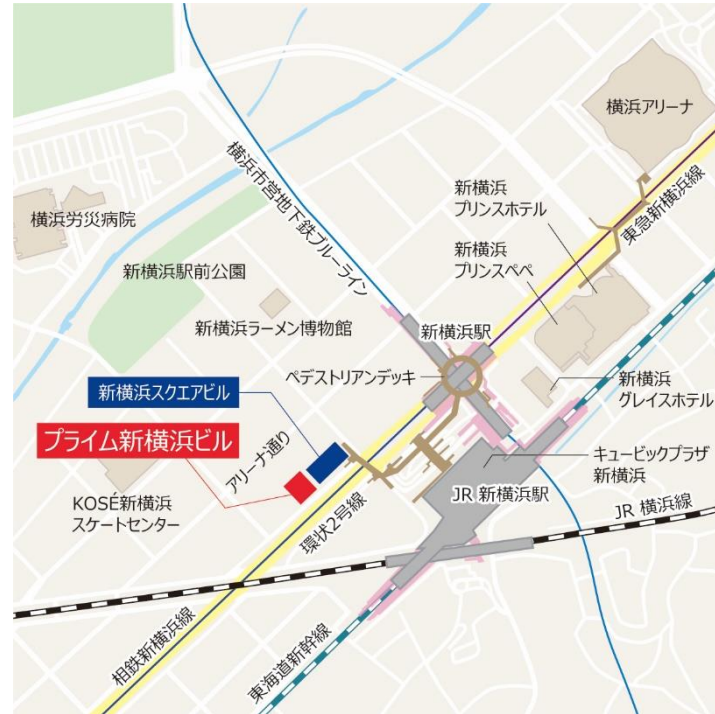 横浜アリーナ
横浜市営地下鉄ブルーライン
新横浜
プリンスホテル
東急新横浜線
横浜労災病院
新横浜
プリンスペペ
新横浜駅前公園
新横浜ラーメン博物館
新横浜駅
ペデストリアンデッキ
新横浜スクエアビル
新横浜
グレイスホテル
プライム新横浜ビル
アリーナ通り
キュービックプラザ
新横浜
KOSÉ新横浜
スケートセンター
環状2号線
JR 新横浜駅
JR 横浜線
相鉄新横浜線
東海道新幹線